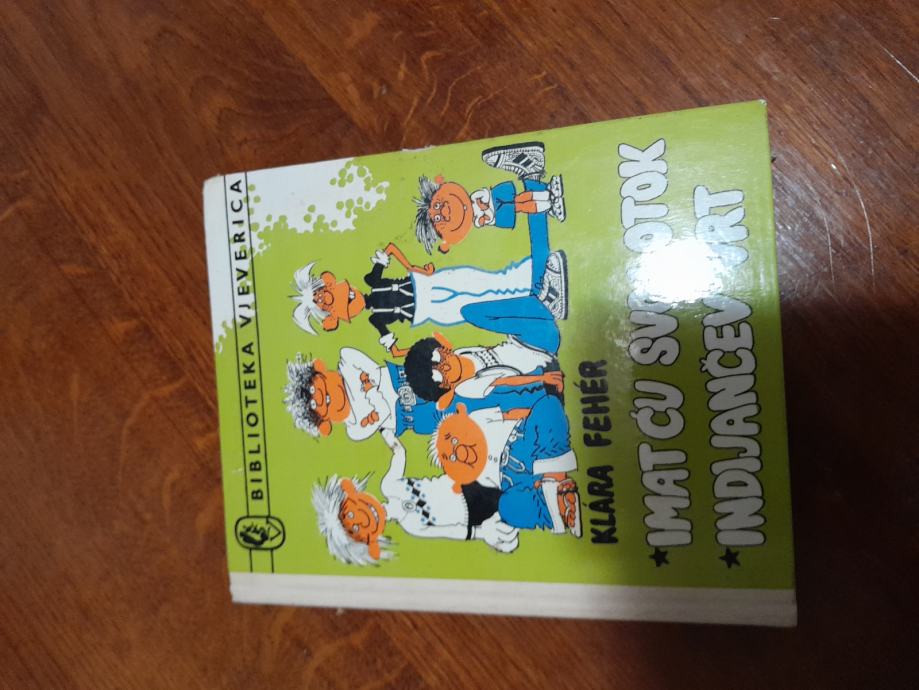 BIBLIOTEKA VJEVERICA
KLARA FEHÉR
IMAT ĆU
INDIJANČEV